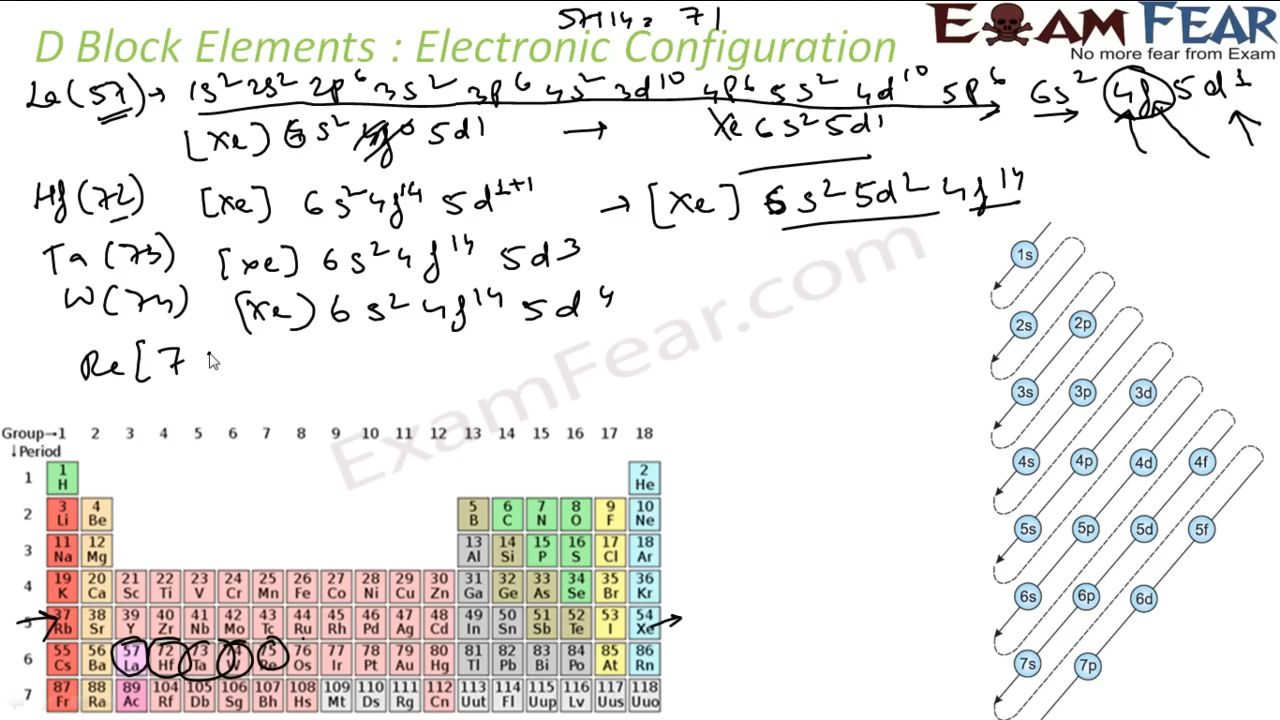 57+14= 71
EXAM FEAR
No more fear from Exam
D Block Elements : Electronic Configuration
La(57)→ 1s² 2s² 2p⁶ 3s² 3p⁶ 4s² 3d¹⁰ 4p⁶ 5s² 4d¹⁰ 5p⁶ 6s² 4f 5d¹
[Xe) 6s² 4f⁰ 5d1 → Xe 6s² 5d1
Hf(72) [Xe] 6s² 4f¹⁴ 5d¹⁺¹ → [Xe] 6s² 5d² 4f¹⁴
Ta (73) [Xe] 6s² 4f¹⁴ 5d3
W(74) [Xe) 6s² 4f¹⁴ 5d⁴
Re[7
ExamFear.com
1s
2s 2p
3s 3p 3d
4s 4p 4d 4f
5s 5p 5d 5f
6s 6p 6d
7s 7p
Group→1 2 3 4 5 6 7 8 9 10 11 12 13 14 15 16 17 18
↓Period
1 1 H 2 He
2 3 Li 4 Be 5 B 6 C 7 N 8 O 9 F 10 Ne
3 11 Na 12 Mg 13 Al 14 Si 15 P 16 S 17 Cl 18 Ar
4 19 K 20 Ca 21 Sc 22 Ti 23 V 24 Cr 25 Mn 26 Fe 27 Co 28 Ni 29 Cu 30 Zn 31 Ga 32 Ge 33 As 34 Se 35 Br 36 Kr
5 37 Rb 38 Sr 39 Y 40 Zr 41 Nb 42 Mo 43 Tc 44 Ru 45 Rh 46 Pd 47 Ag 48 Cd 49 In 50 Sn 51 Sb 52 Te 53 I 54 Xe
6 55 Cs 56 Ba 57 La 72 Hf 73 Ta 74 W 75 Re 76 Os 77 Ir 78 Pt 79 Au 80 Hg 81 Tl 82 Pb 83 Bi 84 Po 85 At 86 Rn
7 87 Fr 88 Ra 89 Ac 104 Rf 105 Db 106 Sg 107 Bh 108 Hs 109 Mt 110 Ds 111 Rg 112 Cn 113 Uut 114 Fl 115 Uup 116 Lv 117 Uus 118 Uuo